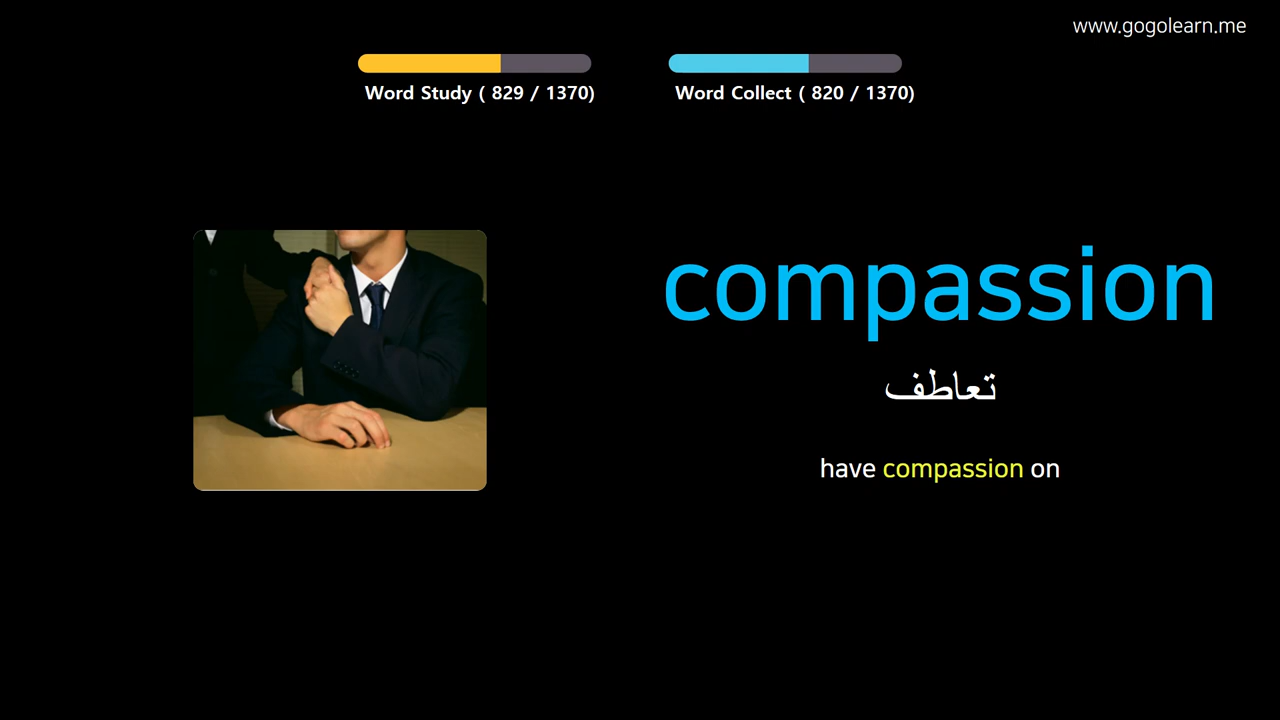 www.gogolearn.me
Word Study ( 829 / 1370)
Word Collect ( 820 / 1370)
compassion
تعاطف
have compassion on